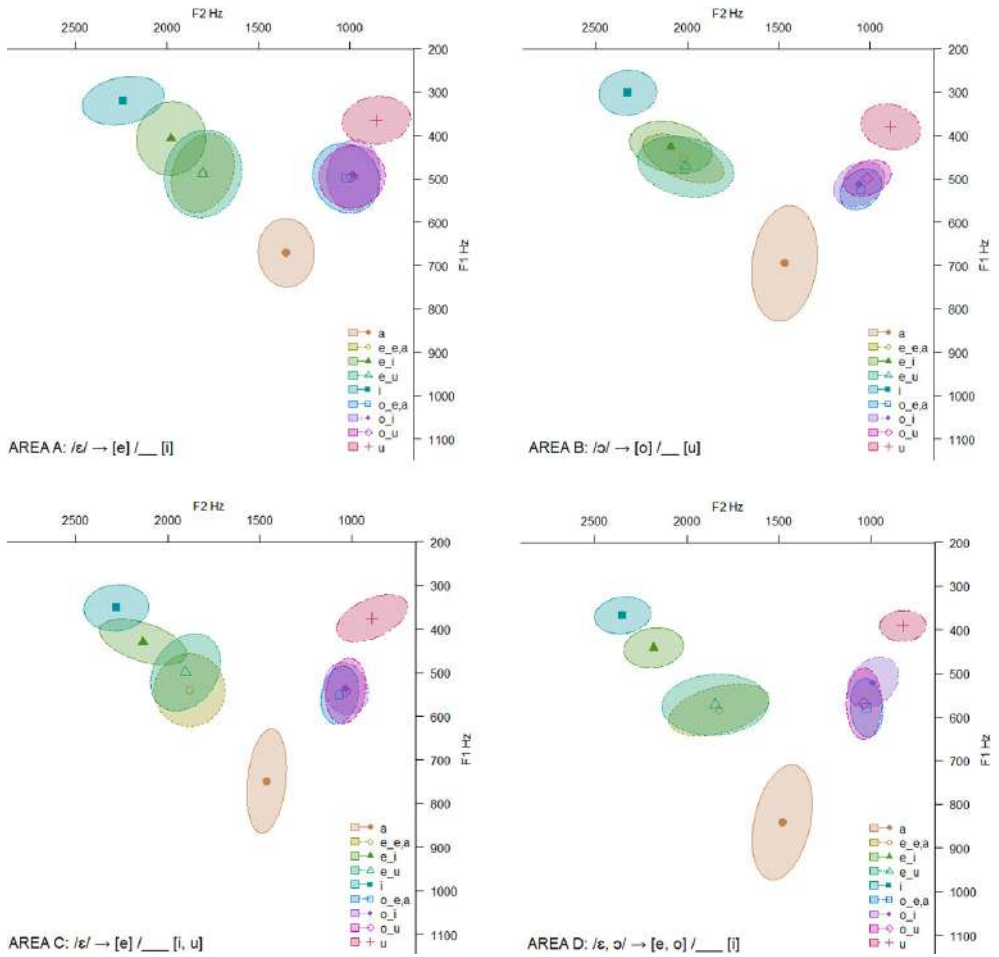 F2 Hz
2500 2000 1500 1000
200
300
400
500
600
700
800
900
1000
1100
F1 Hz
a
e_e,a
e_i
e_u
i
o_e,a
o_i
o_u
u
AREA A: /ɛ/ → [e] /__ [i]
F2 Hz
2500 2000 1500 1000
200
300
400
500
600
700
800
900
1000
1100
F1 Hz
a
e_e,a
e_i
e_u
i
o_e,a
o_i
o_u
u
AREA B: /ɔ/ → [o] /__ [u]
F2 Hz
2500 2000 1500 1000
200
300
400
500
600
700
800
900
1000
1100
F1 Hz
a
e_e,a
e_i
e_u
i
o_e,a
o_i
o_u
u
AREA C: /ɛ/ → [e] /___ [i, u]
F2 Hz
2500 2000 1500 1000
200
300
400
500
600
700
800
900
1000
1100
F1 Hz
a
e_e,a
e_i
e_u
i
o_e,a
o_i
o_u
u
AREA D: /ɛ, ɔ/ → [e, o] /___ [i]